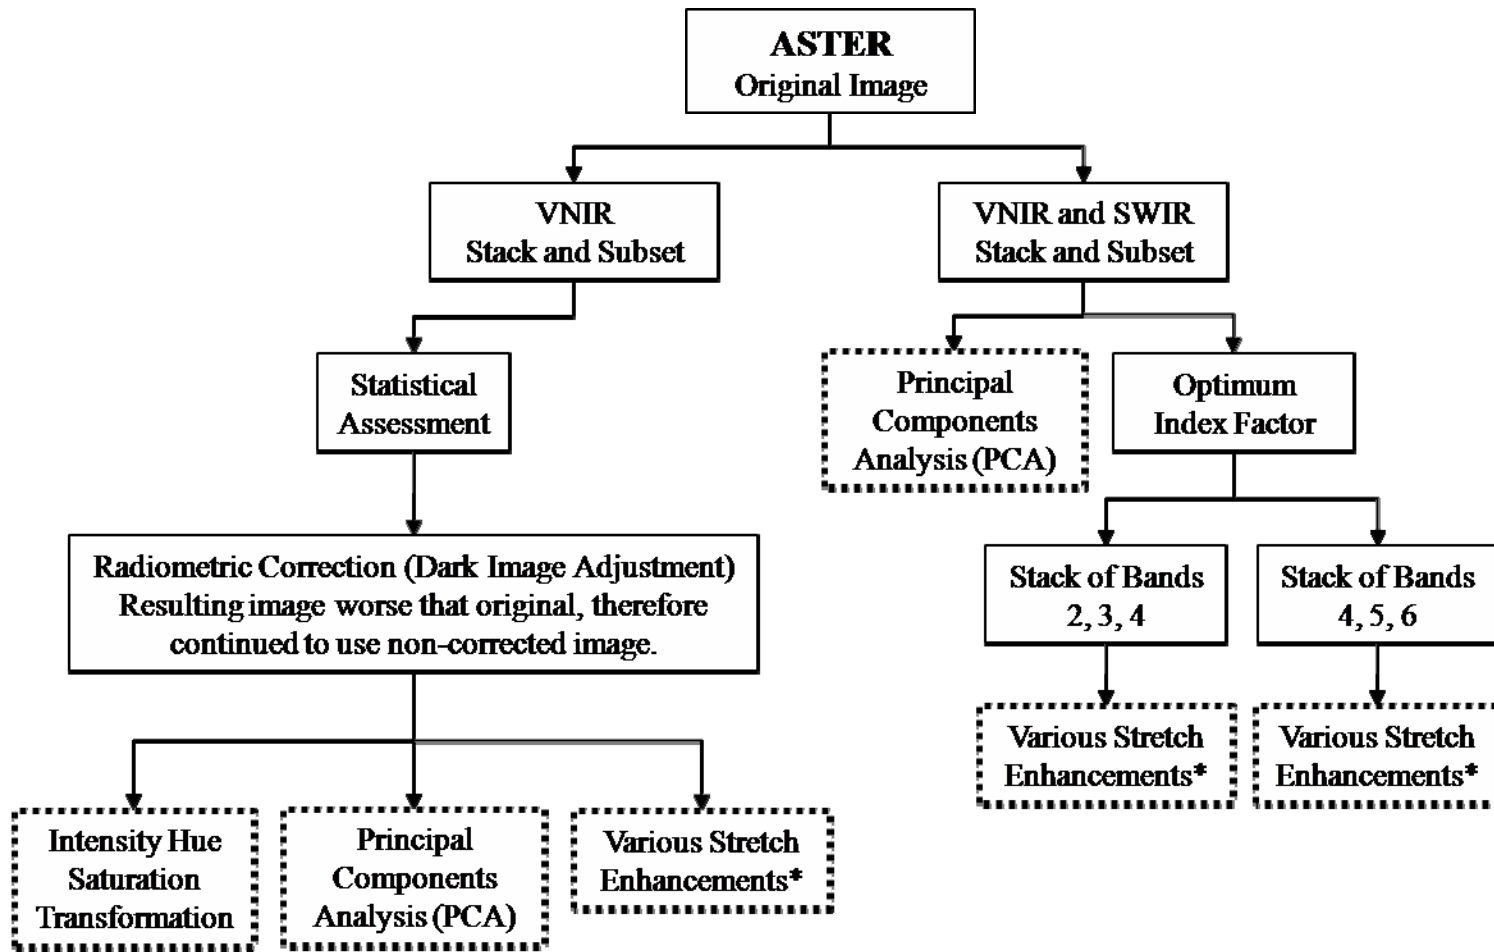 ASTER
Original Image
VNIR
Stack and Subset
VNIR and SWIR
Stack and Subset
Statistical
Assessment
Principal
Components
Analysis (PCA)
Optimum
Index Factor
Radiometric Correction (Dark Image Adjustment)
Resulting image worse that original, therefore
continued to use non-corrected image.
Stack of Bands
2, 3, 4
Stack of Bands
4, 5, 6
Various Stretch
Enhancements*
Various Stretch
Enhancements*
Intensity Hue
Saturation
Transformation
Principal
Components
Analysis (PCA)
Various Stretch
Enhancements*